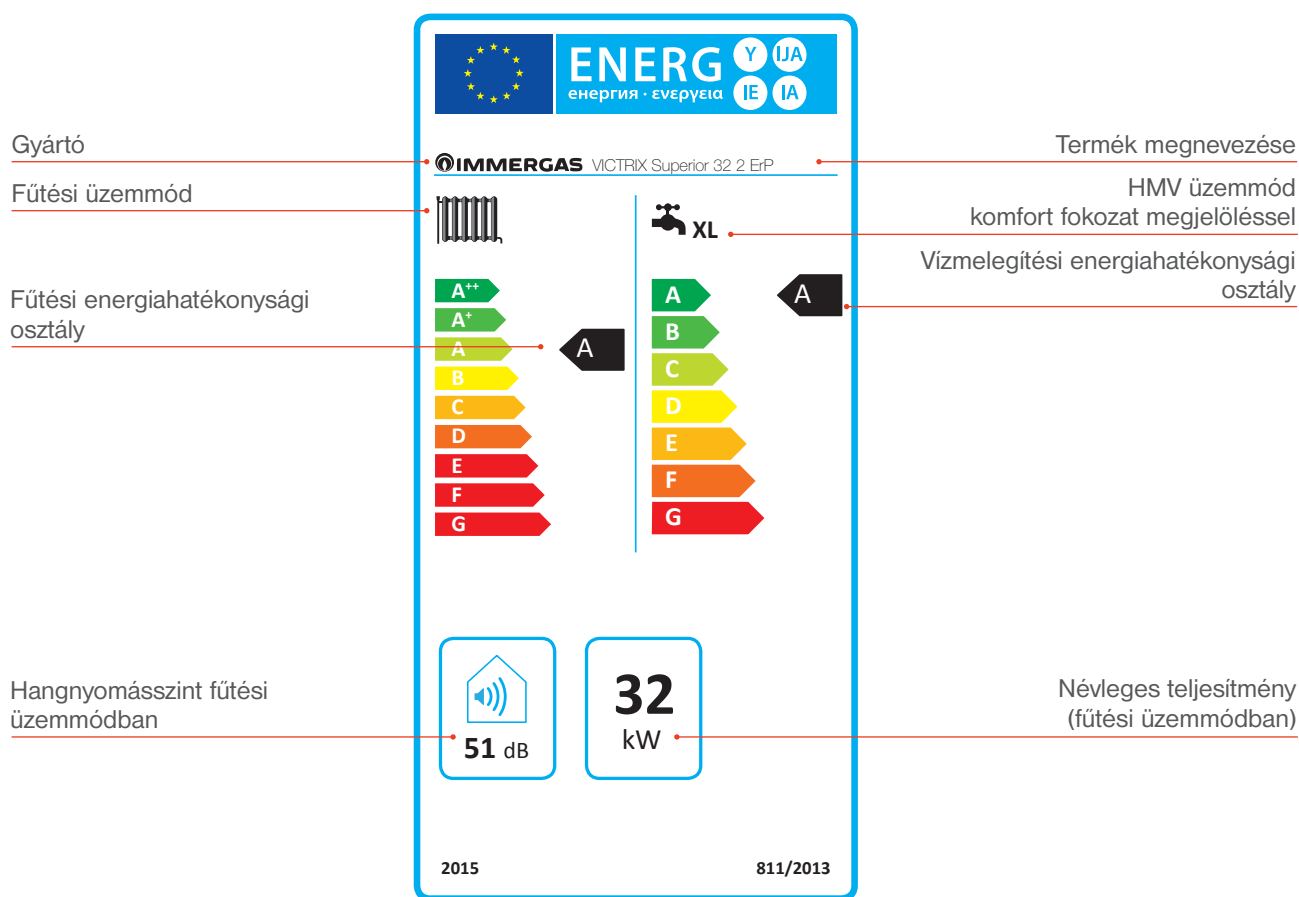 ENERG
енергия · ενεργεια
Y IJA
IE IA
Gyártó
IMMERGAS VICTRIX Superior 32 2 ErP
Termék megnevezése
Fűtési üzemmód
HMV üzemmód
komfort fokozat megjelöléssel
XL
Vízmelegítési energiahatékonysági
osztály
Fűtési energiahatékonysági
osztály
A++
A+
A
B
C
D
E
F
G
A
A
B
C
D
E
F
G
A
Hangnyomásszint fűtési
üzemmódban
51 dB
32
kW
Névleges teljesítmény
(fűtési üzemmódban)
2015
811/2013